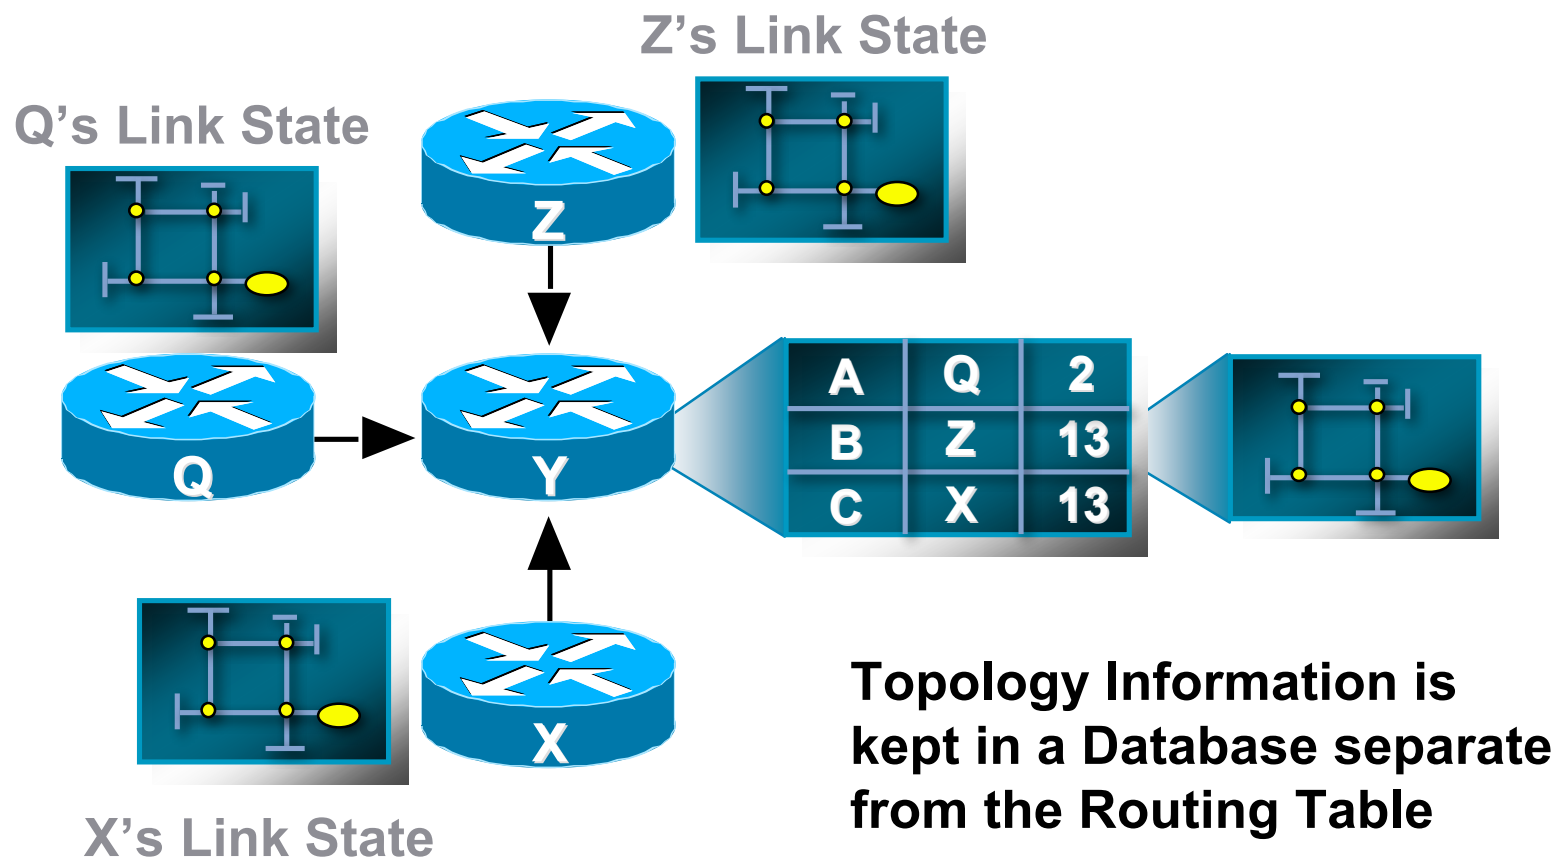 Z’s Link State
Q’s Link State
Z
Q
Y
A Q 2
B Z 13
C X 13
X
X’s Link State
Topology Information is
kept in a Database separate
from the Routing Table